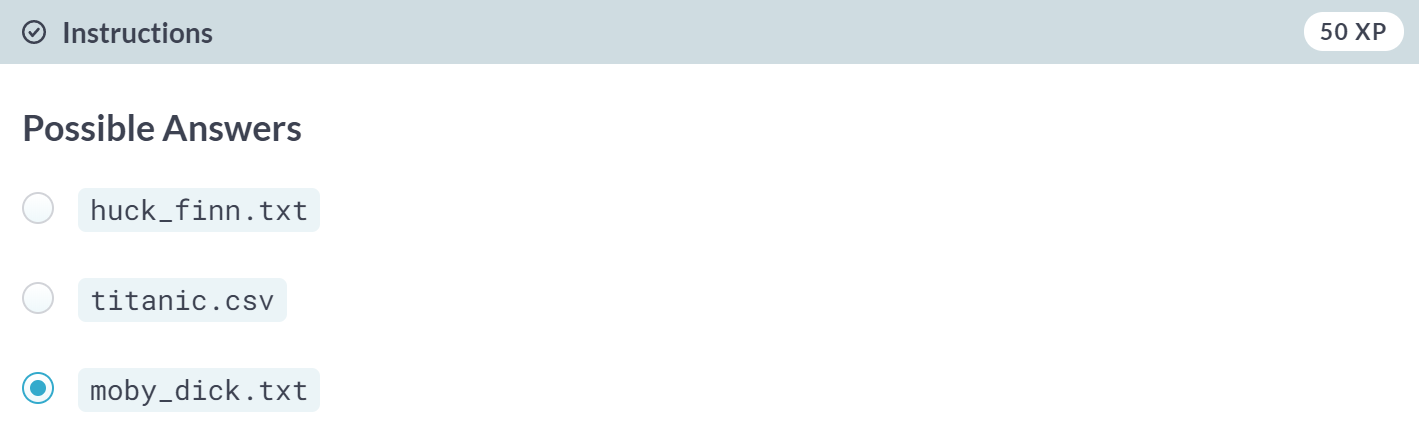 Instructions
50 XP
Possible Answers
huck_finn.txt
titanic.csv
moby_dick.txt